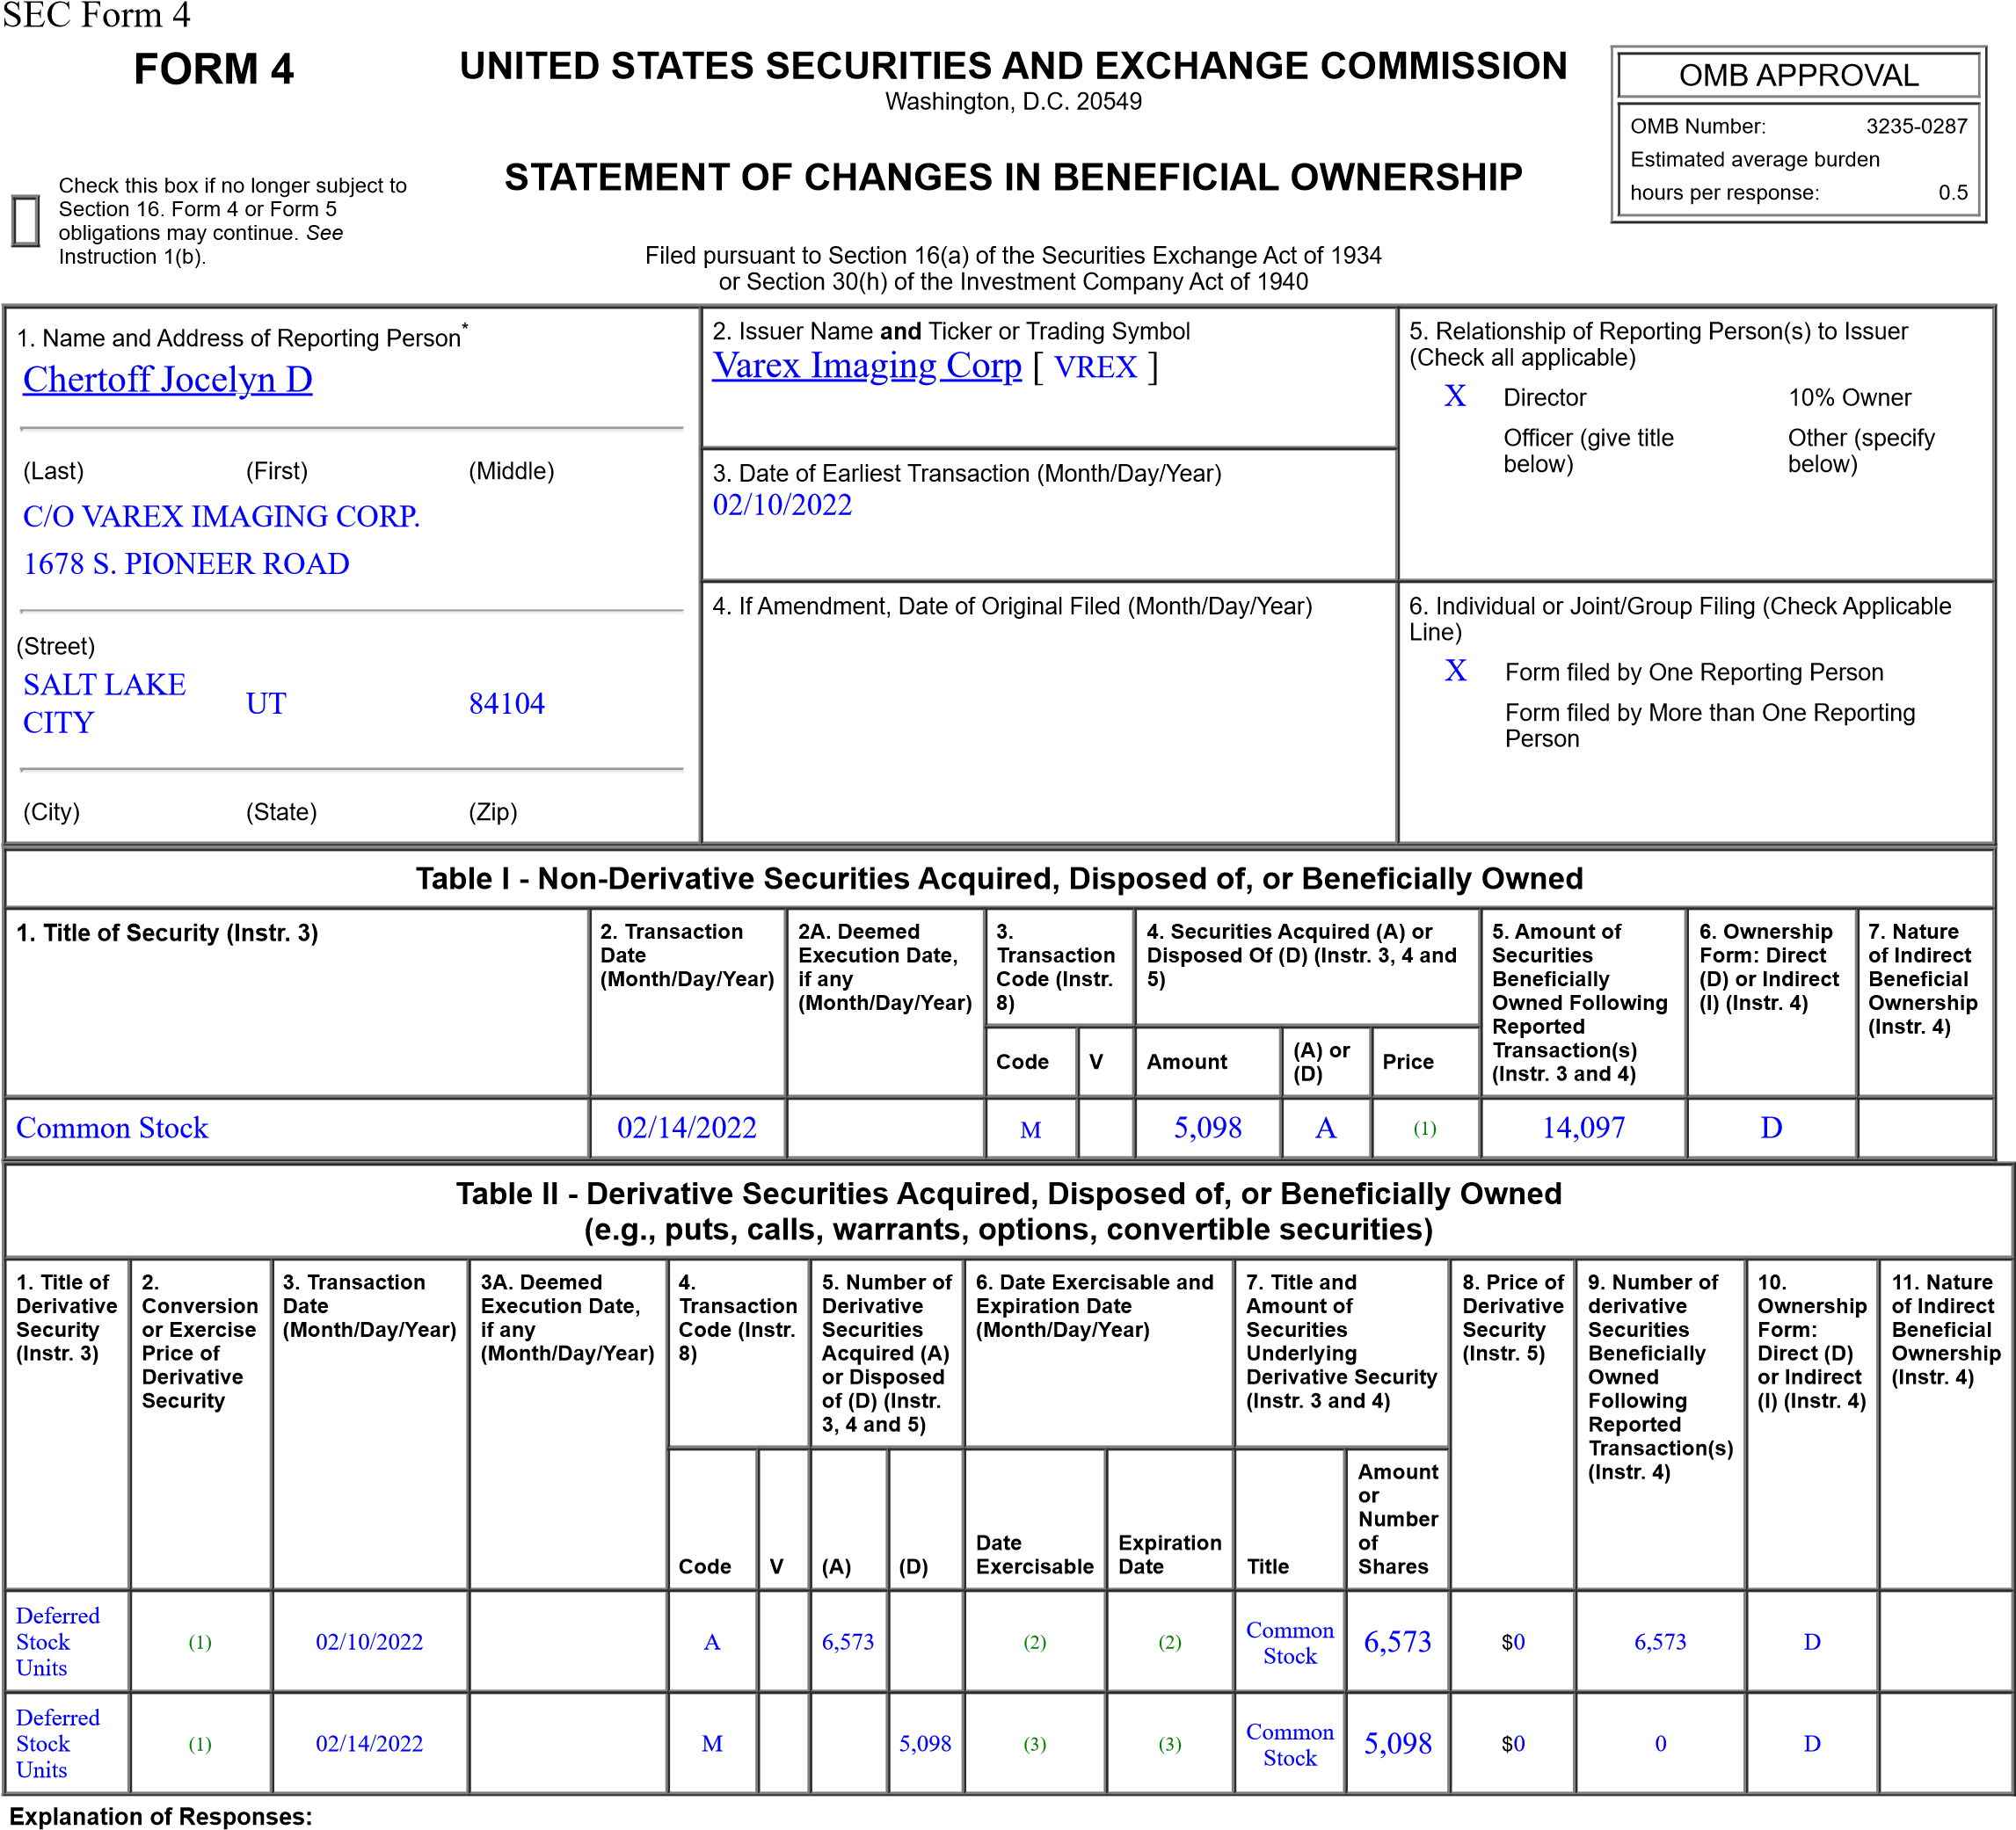 SEC Form 4
FORM 4
UNITED STATES SECURITIES AND EXCHANGE COMMISSION
Washington, D.C. 20549
STATEMENT OF CHANGES IN BENEFICIAL OWNERSHIP
Filed pursuant to Section 16(a) of the Securities Exchange Act of 1934
or Section 30(h) of the Investment Company Act of 1940
OMB APPROVAL
OMB Number: 3235-0287
Estimated average burden
hours per response: 0.5
Check this box if no longer subject to
Section 16. Form 4 or Form 5
obligations may continue. See
Instruction 1(b).
1. Name and Address of Reporting Person*
Chertoff Jocelyn D
(Last) (First) (Middle)
C/O VAREX IMAGING CORP.
1678 S. PIONEER ROAD
(Street)
SALT LAKE
CITY UT 84104
(City) (State) (Zip)
2. Issuer Name and Ticker or Trading Symbol
Varex Imaging Corp [ VREX ]
3. Date of Earliest Transaction (Month/Day/Year)
02/10/2022
4. If Amendment, Date of Original Filed (Month/Day/Year)
5. Relationship of Reporting Person(s) to Issuer
(Check all applicable)
X Director 10% Owner
Officer (give title
below)
Other (specify
below)
6. Individual or Joint/Group Filing (Check Applicable
Line)
X Form filed by One Reporting Person
Form filed by More than One Reporting
Person
Table I - Non-Derivative Securities Acquired, Disposed of, or Beneficially Owned
1. Title of Security (Instr. 3)
2. Transaction
Date
(Month/Day/Year)
2A. Deemed
Execution Date,
if any
(Month/Day/Year)
3.
Transaction
Code (Instr.
8)
4. Securities Acquired (A) or
Disposed Of (D) (Instr. 3, 4 and
5)
5. Amount of
Securities
Beneficially
Owned Following
Reported
Transaction(s)
(Instr. 3 and 4)
6. Ownership
Form: Direct
(D) or Indirect
(I) (Instr. 4)
7. Nature
of Indirect
Beneficial
Ownership
(Instr. 4)
Code V Amount
(A) or
(D)
Price
Common Stock 02/14/2022 M 5,098 A (1) 14,097 D
Table II - Derivative Securities Acquired, Disposed of, or Beneficially Owned
(e.g., puts, calls, warrants, options, convertible securities)
1. Title of
Derivative
Security
(Instr. 3)
2.
Conversion
or Exercise
Price of
Derivative
Security
3. Transaction
Date
(Month/Day/Year)
3A. Deemed
Execution Date,
if any
(Month/Day/Year)
4.
Transaction
Code (Instr.
8)
5. Number of
Derivative
Securities
Acquired (A)
or Disposed
of (D) (Instr.
3, 4 and 5)
6. Date Exercisable and
Expiration Date
(Month/Day/Year)
7. Title and
Amount of
Securities
Underlying
Derivative Security
(Instr. 3 and 4)
8. Price of
Derivative
Security
(Instr. 5)
9. Number of
derivative
Securities
Beneficially
Owned
Following
Reported
Transaction(s)
(Instr. 4)
10.
Ownership
Form:
Direct (D)
or Indirect
(I) (Instr. 4)
11. Nature
of Indirect
Beneficial
Ownership
(Instr. 4)
Code V (A) (D)
Date
Exercisable
Expiration
Date
Title
Amount
or
Number
of
Shares
Deferred
Stock
Units
(1) 02/10/2022 A 6,573 (2) (2)
Common
Stock
6,573 $0 6,573 D
Deferred
Stock
Units
(1) 02/14/2022 M 5,098 (3) (3)
Common
Stock
5,098 $0 0 D
Explanation of Responses: